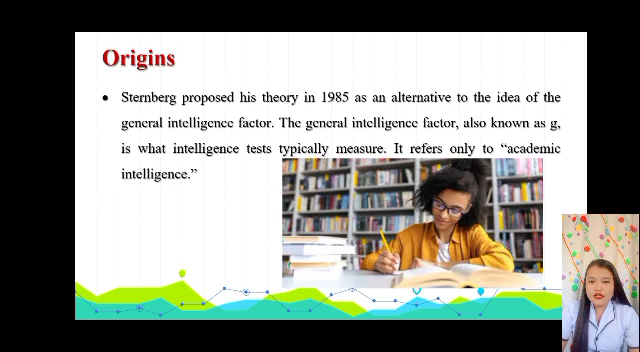 Origins
• Sternberg proposed his theory in 1985 as an alternative to the idea of the
general intelligence factor. The general intelligence factor, also known as g,
is what intelligence tests typically measure. It refers only to “academic
intelligence.”